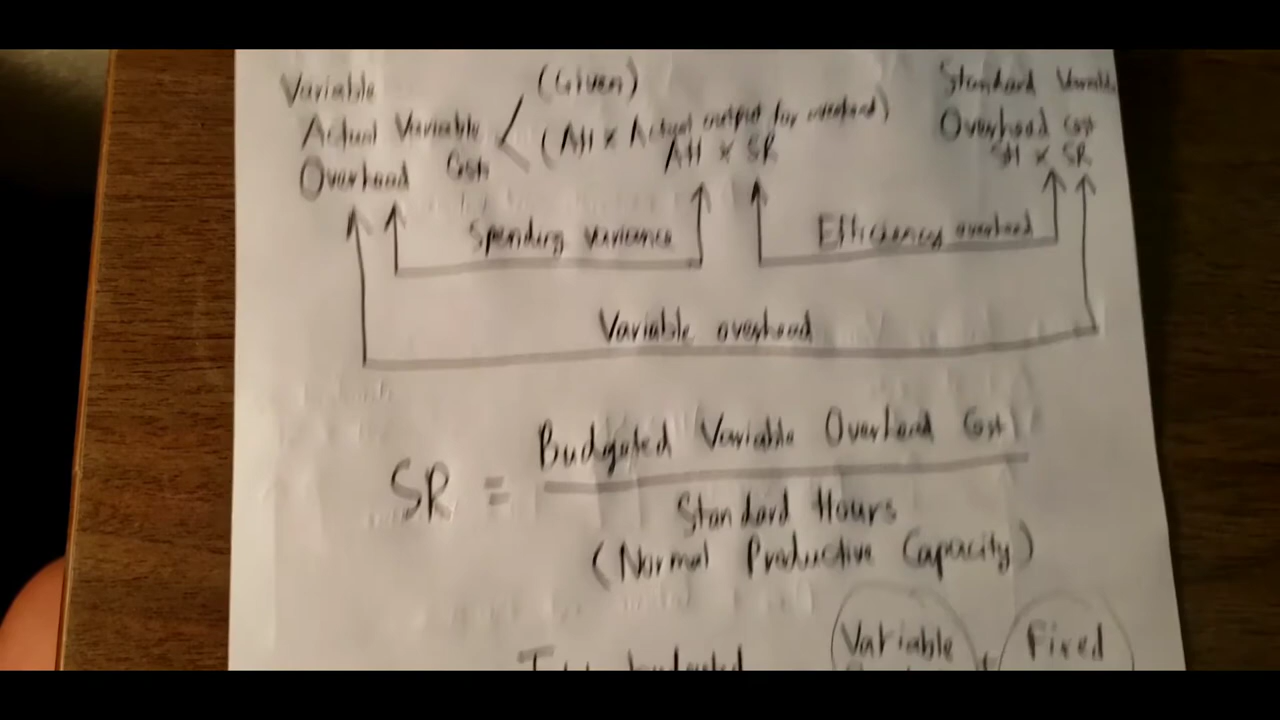 Variable
(Given)
Standard Variable
Actual Variable
(AH x Actual output for overhead)
Overhead Cost
Overhead Cost
AH x SR
SH x SR
Spending variance
Efficiency overhead
Variable overhead
SR =
Budgeted Variable Overhead Cost
Standard Hours
(Normal Productive Capacity)
budgeted
Variable
Fixed